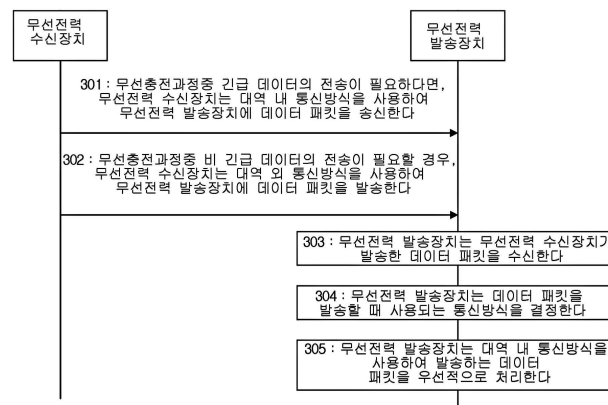 무선전력
수신장치
무선전력
발송장치
301 : 무선충전과정중 긴급 데이터의 전송이 필요하다면,
무선전력 수신장치는 대역 내 통신방식을 사용하여
무선전력 발송장치에 데이터 패킷을 송신한다
302 : 무선충전과정중 비 긴급 데이터의 전송이 필요할 경우,
무선전력 수신장치는 대역 외 통신방식을 사용하여
무선전력 발송장치에 데이터 패킷을 발송한다
303 : 무선전력 발송장치는 무선전력 수신장치가
발송한 데이터 패킷을 수신한다
304 : 무선전력 발송장치는 데이터 패킷을
발송할 때 사용되는 통신방식을 결정한다
305 : 무선전력 발송장치는 대역 내 통신방식을
사용하여 발송하는 데이터
패킷을 우선적으로 처리한다